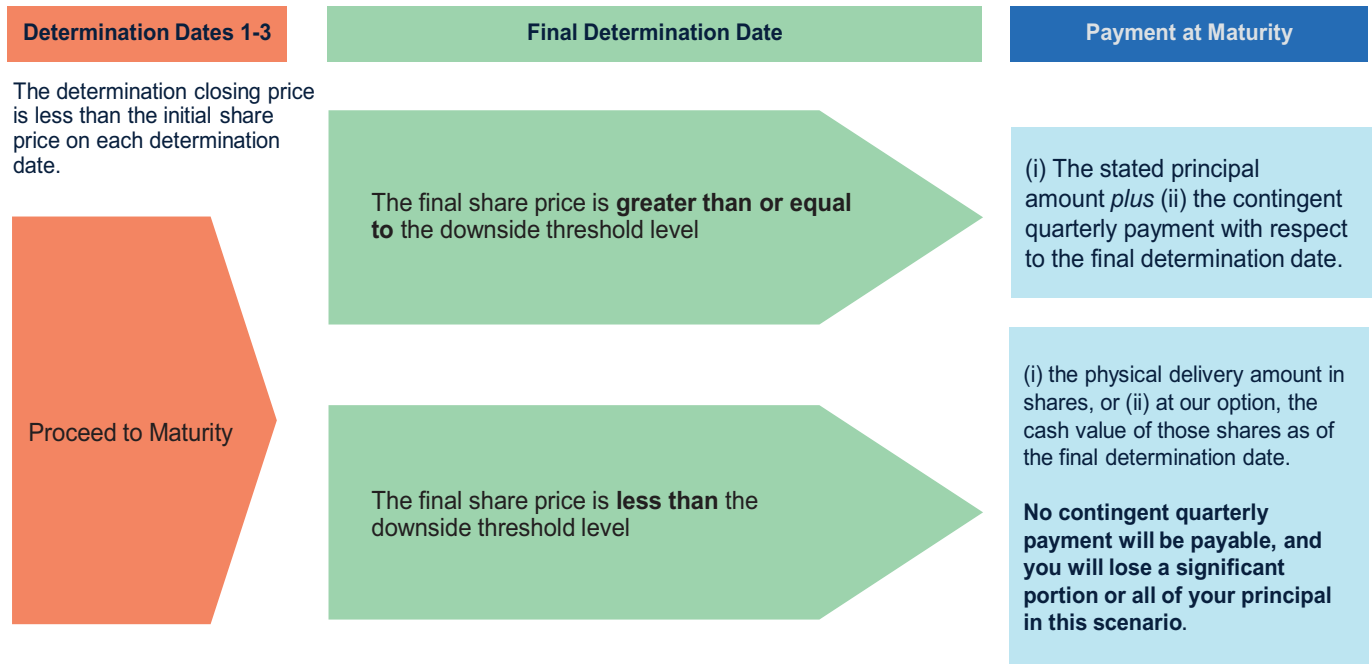 Determination Dates 1-3
Final Determination Date
Payment at Maturity
The determination closing price
is less than the initial share
price on each determination
date.
Proceed to Maturity
The final share price is greater than or equal
to the downside threshold level
(i) The stated principal
amount plus (ii) the contingent
quarterly payment with respect
to the final determination date.
The final share price is less than the
downside threshold level
(i) the physical delivery amount in
shares, or (ii) at our option, the
cash value of those shares as of
the final determination date.
No contingent quarterly
payment will be payable, and
you will lose a significant
portion or all of your principal
in this scenario.